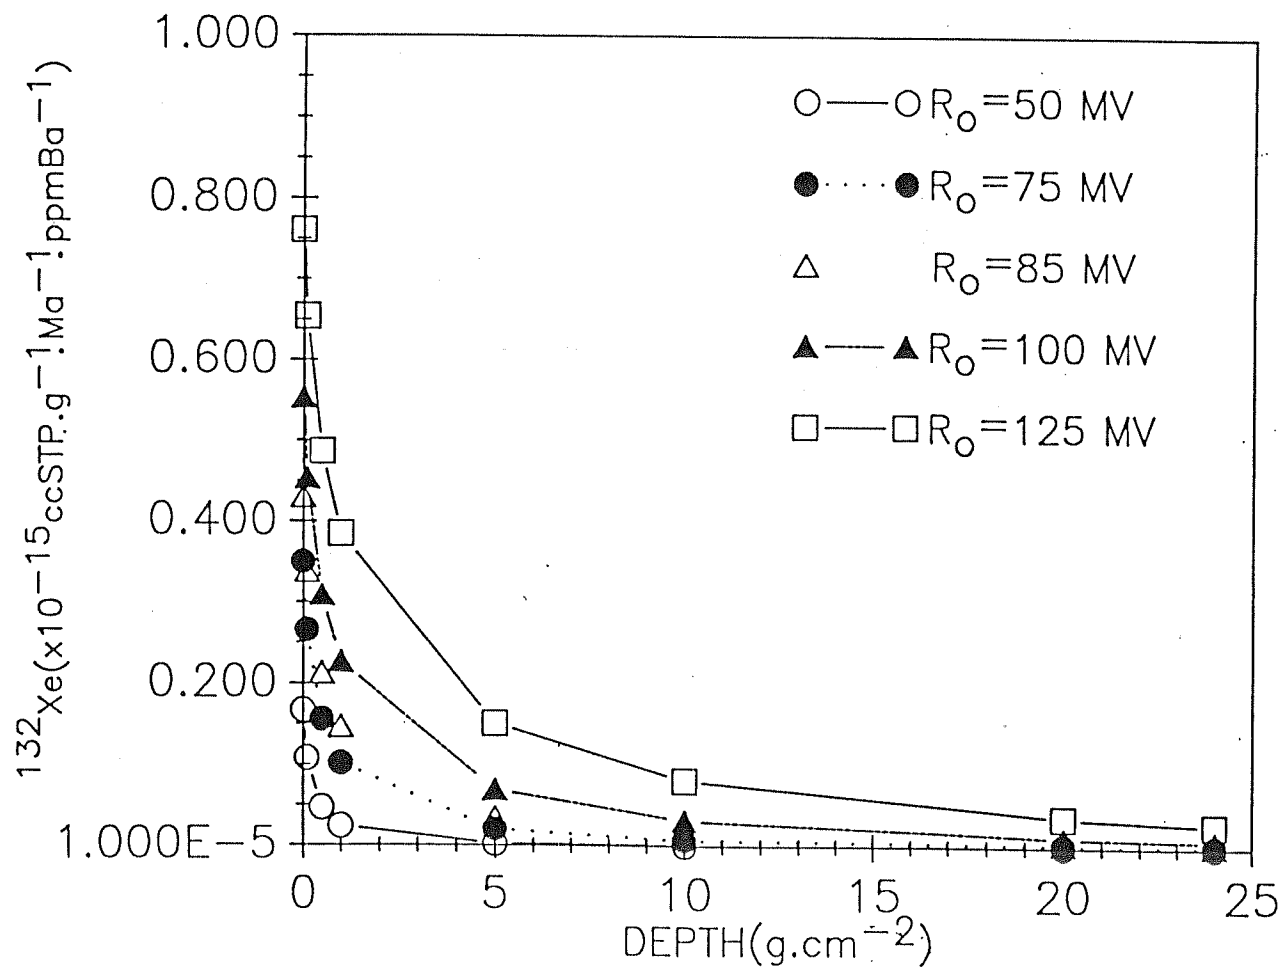 1.000
0.800
0.600
0.400
0.200
1.000E-5
¹³²Xe(x10⁻¹⁵ccSTP.g⁻¹.Ma⁻¹.ppmBa⁻¹)
R₀=50 MV
R₀=75 MV
R₀=85 MV
R₀=100 MV
R₀=125 MV
0 5 10 15 20 25
DEPTH(g.cm⁻²)